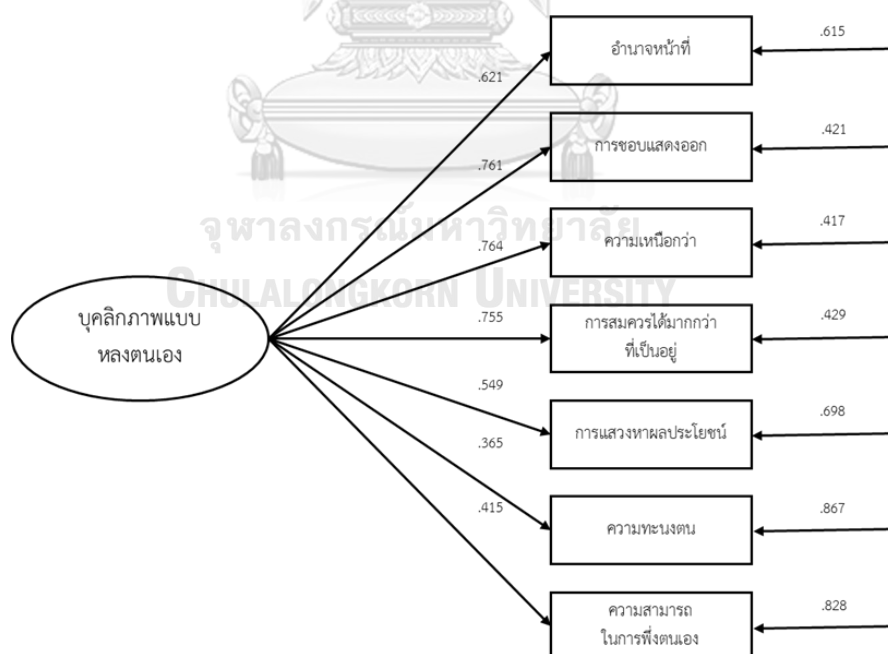 .615
อำนาจหน้าที่
.621
.421
การชอบแสดงออก
.761
จุฬาลงกรณ์มหาวิทยาลัย
.417
ความเหนือกว่า
.764
CHULALONGKORN UNIVERSITY
บุคลิกภาพแบบ
หลงตนเอง
.755
การสมควรได้มากกว่า
ที่เป็นอยู่
.429
.549
การแสวงหาผลประโยชน์
.698
.365
.415
ความทะนงตน
.867
ความสามารถ
ในการพึ่งตนเอง
.828